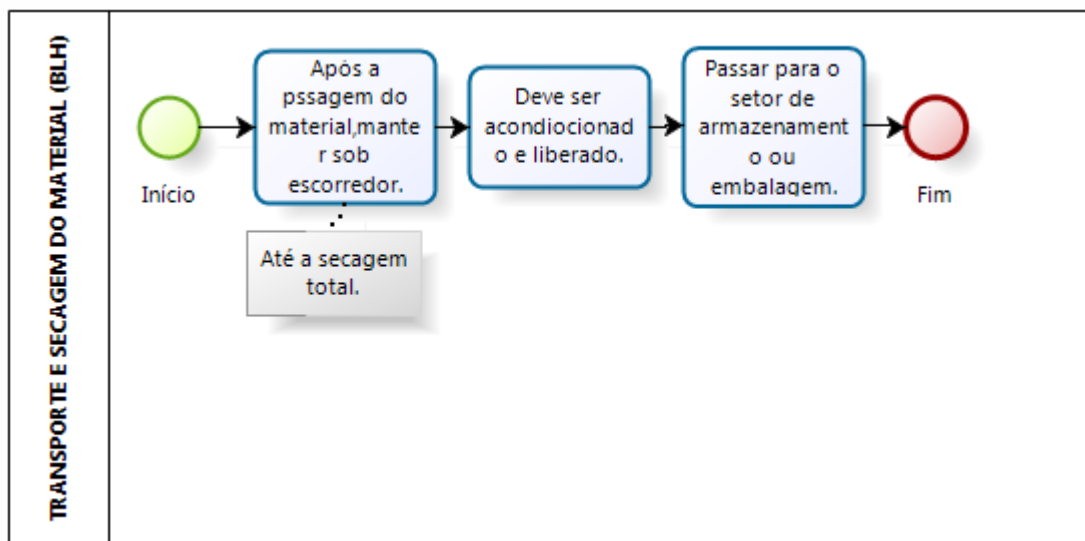 TRANSPORTE E SECAGEM DO MATERIAL (BLH)
Início
Após a
pssagem do
material,mante
r sob
escorredor.
Até a secagem
total.
Deve ser
acondiocionad
o e liberado.
Passar para o
setor de
armazenament
o ou
embalagem.
Fim